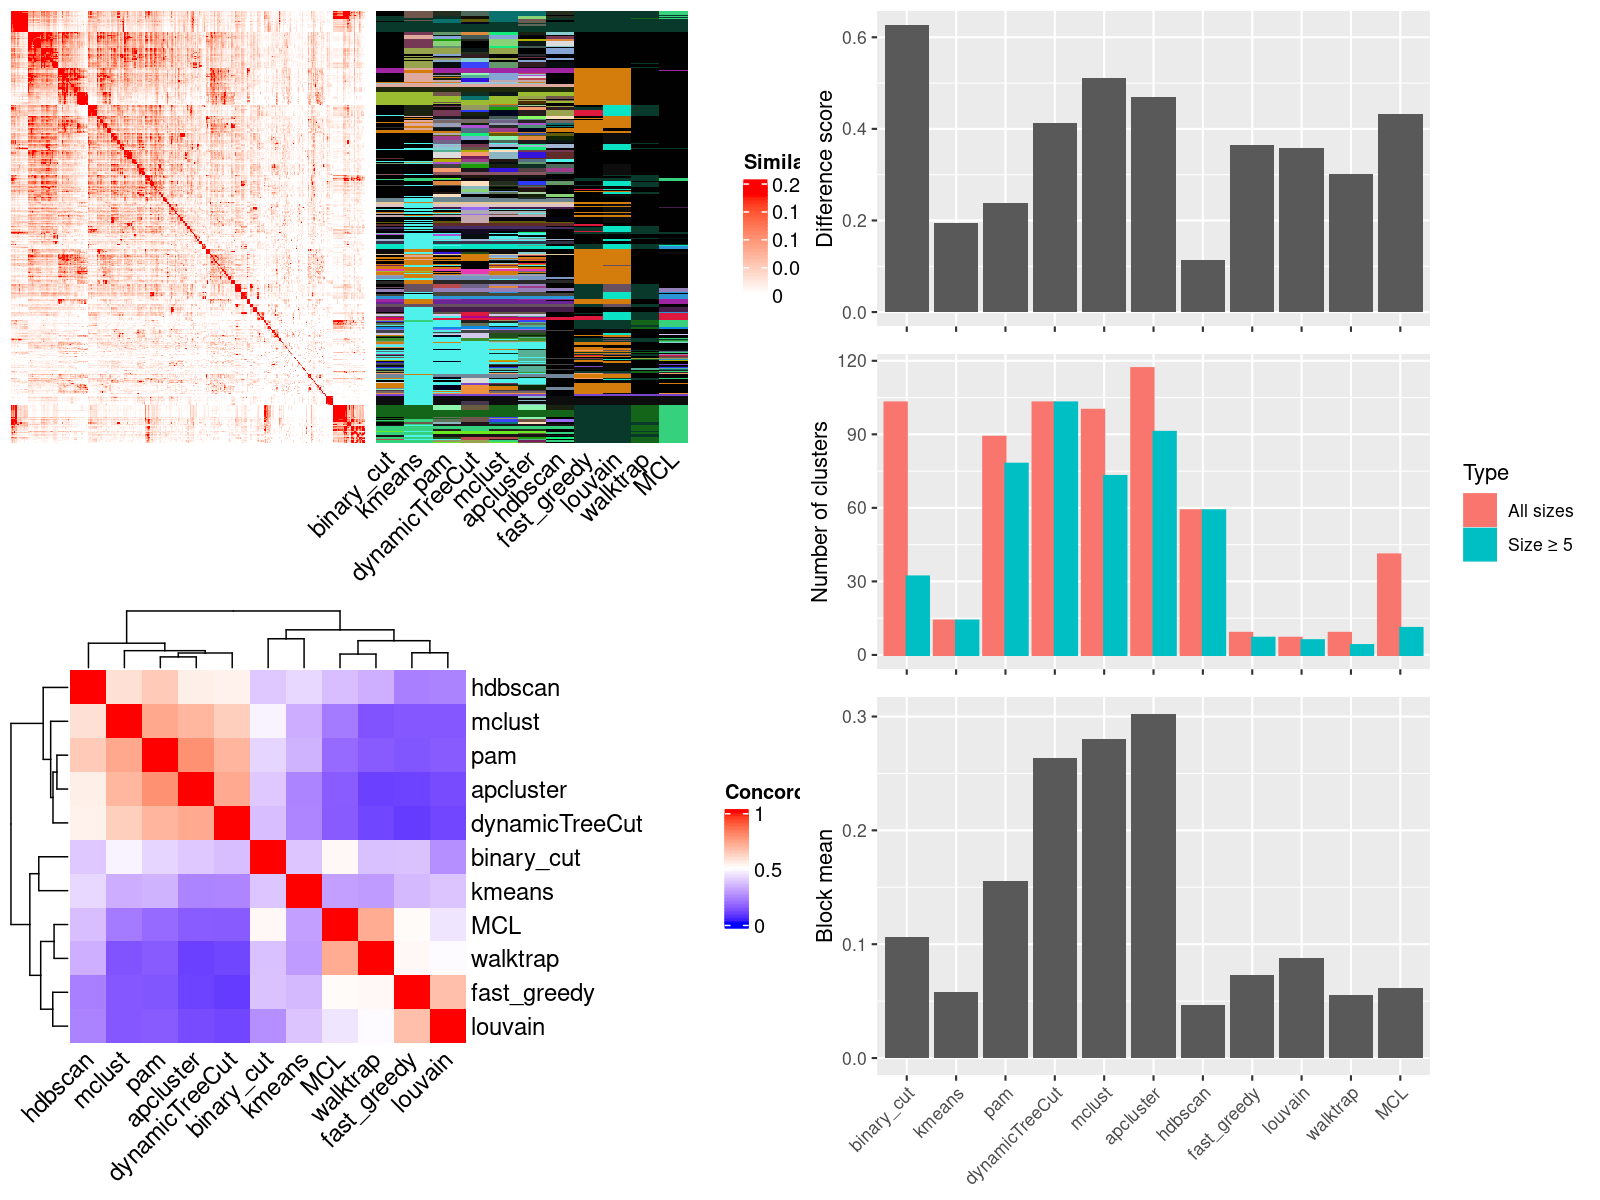 Simila
0.2
0.1
0.1
0.0
0
binary_cut
kmeans
pam
dynamicTreeCut
mclust
apcluster
hdbscan
fast_greedy
louvain
walktrap
MCL
hdbscan
mclust
pam
apcluster
dynamicTreeCut
binary_cut
kmeans
MCL
walktrap
fast_greedy
louvain
hdbscan
mclust
pam
apcluster
dynamicTreeCut
binary_cut
kmeans
MCL
walktrap
fast_greedy
louvain
Concord
1
0.5
0
Difference score
0.6
0.4
0.2
0.0
Number of clusters
120
90
60
30
0
Type
All sizes
Size ≥ 5
Block mean
0.3
0.2
0.1
0.0
binary_cut
kmeans
pam
dynamicTreeCut
mclust
apcluster
hdbscan
fast_greedy
louvain
walktrap
MCL